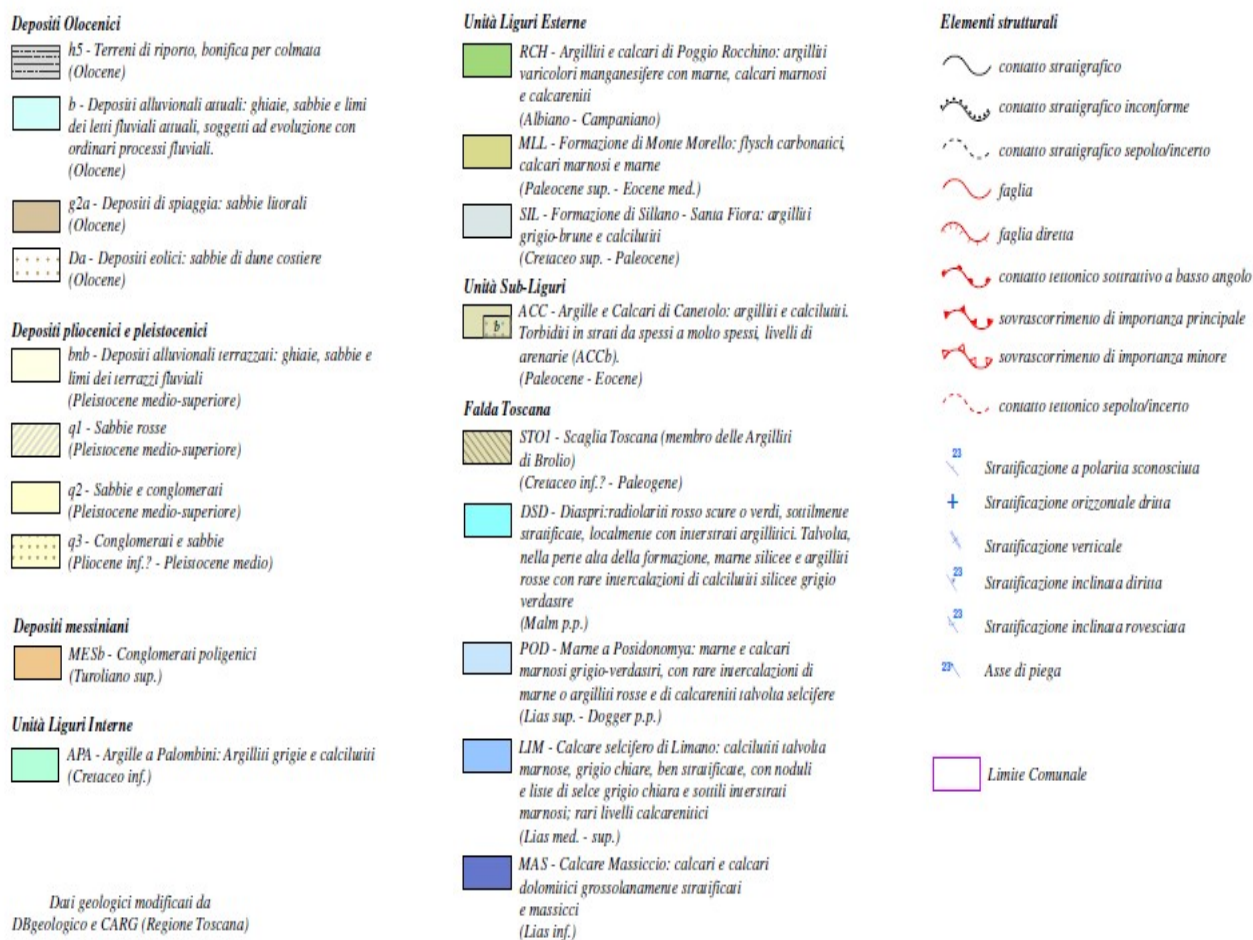 Depositi Olocenici
h5 - Terreni di riporto, bonifica per colmata
(Olocene)
b - Depositi alluvionali attuali: ghiaie, sabbie e limi
dei letti fluviali attuali, soggetti ad evoluzione con
ordinari processi fluviali.
(Olocene)
g2a - Depositi di spiaggia: sabbie litorali
(Olocene)
Da - Depositi eolici: sabbie di dune costiere
(Olocene)
Depositi pliocenici e pleistocenici
bnb - Depositi alluvionali terrazzati: ghiaie, sabbie e
limi dei terrazzi fluviali
(Pleistocene medio-superiore)
q1 - Sabbie rosse
(Pleistocene medio-superiore)
q2 - Sabbie e conglomerati
(Pleistocene medio-superiore)
q3 - Conglomerati e sabbie
(Pliocene inf.? - Pleistocene medio)
Depositi messiniani
MESb - Conglomerati poligenici
(Turoliano sup.)
Unità Liguri Interne
APA - Argille a Palombini: Argilliti grigie e calcilutiti
(Cretaceo inf.)
Dati geologici modificati da
DBgeologico e CARG (Regione Toscana)
Unità Liguri Esterne
RCH - Argilliti e calcari di Poggio Rocchino: argilliti
varicolori manganesifere con marne, calcari marnosi
e calcareniti
(Albiano - Campaniano)
MLL - Formazione di Monte Morello: flysch carbonatici,
calcari marnosi e marne
(Paleocene sup. - Eocene med.)
SIL - Formazione di Sillano - Santa Fiora: argilliti
grigio-brune e calcilutiti
(Cretaceo sup. - Paleocene)
Unità Sub-Liguri
ACC - Argille e Calcari di Canetolo: argilliti e calcilutiti.
b
Torbiditi in strati da spessi a molto spessi, livelli di
arenarie (ACCb).
(Paleocene - Eocene)
Falda Toscana
STO1 - Scaglia Toscana (membro delle Argilliti
di Brolio)
(Cretaceo inf.? - Paleogene)
DSD - Diaspri:radiolariti rosso scure o verdi, sottilmente
stratificate, localmente con interstrati argillitici. Talvolta,
nella perte alta della formazione, marne silicee e argilliti
rosse con rare intercalazioni di calcilutiti silicee grigio
verdastre
(Malm p.p.)
POD - Marne a Posidonomya: marne e calcari
marnosi grigio-verdastri, con rare intercalazioni di
marne o argilliti rosse e di calcareniti talvolta selcifere
(Lias sup. - Dogger p.p.)
LIM - Calcare selcifero di Limano: calcilutiti talvolta
marnose, grigio chiare, ben stratificate, con noduli
e liste di selce grigio chiara e sottili interstrati
marnosi; rari livelli calcarenitici
(Lias med. - sup.)
MAS - Calcare Massiccio: calcari e calcari
dolomitici grossolanamente stratificati
e massicci
(Lias inf.)
Elementi strutturali
contatto stratigrafico
contatto stratigrafico inconforme
contatto stratigrafico sepolto/incerto
faglia
faglia diretta
contatto tettonico sottrattivo a basso angolo
sovrascorrimento di importanza principale
sovrascorrimento di importanza minore
contatto tettonico sepolto/incerto
23 Stratificazione a polarita sconosciuta
Stratificazione orizzontale dritta
Stratificazione verticale
23 Stratificazione inclinata diritta
23 Stratificazione inclinata rovesciata
23 Asse di piega
Limite Comunale